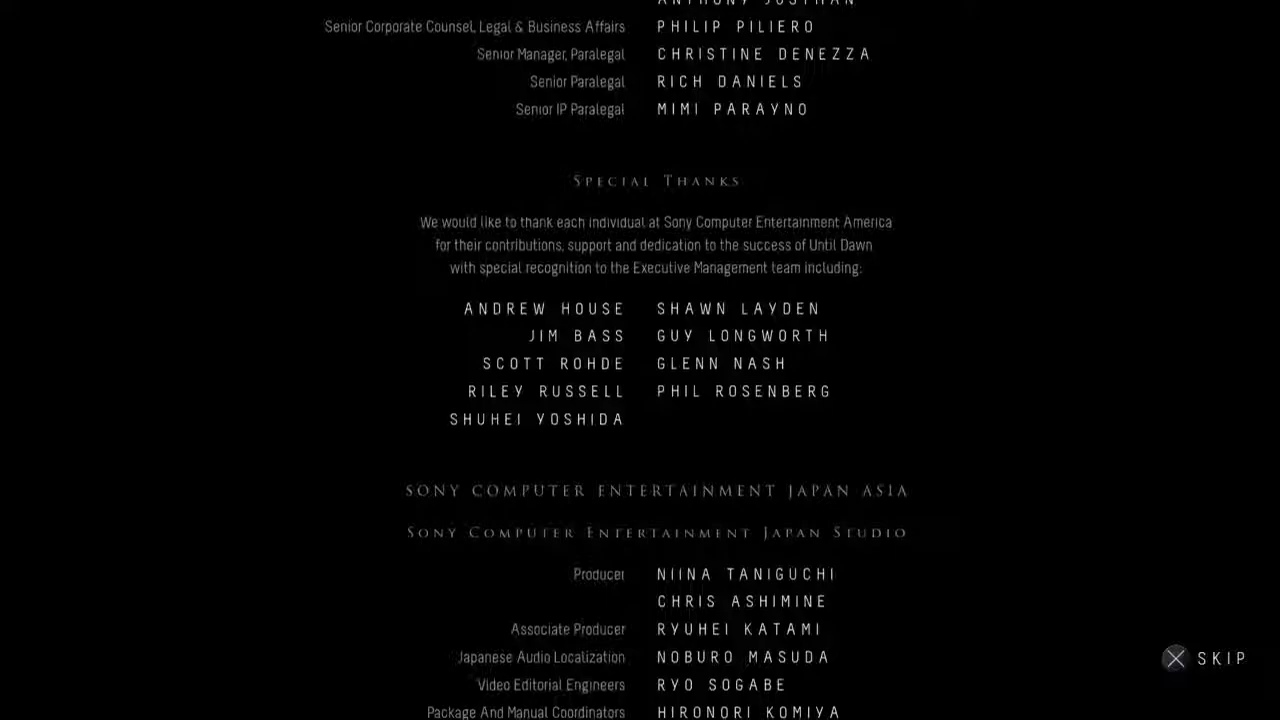 ANTHONY JUSTMAN
Senior Corporate Counsel, Legal & Business Affairs PHILIP PILIERO
Senior Manager, Paralegal CHRISTINE DENEZZA
Senior Paralegal RICH DANIELS
Senior IP Paralegal MIMI PARAYNO
SPECIAL THANKS
We would like to thank each individual at Sony Computer Entertainment America
for their contributions, support and dedication to the success of Until Dawn
with special recognition to the Executive Management team including:
ANDREW HOUSE SHAWN LAYDEN
JIM BASS GUY LONGWORTH
SCOTT ROHDE GLENN NASH
RILEY RUSSELL PHIL ROSENBERG
SHUHEI YOSHIDA
SONY COMPUTER ENTERTAINMENT JAPAN ASIA
SONY COMPUTER ENTERTAINMENT JAPAN STUDIO
Producer NIINA TANIGUCHI
CHRIS ASHIMINE
Associate Producer RYUHEI KATAMI
Japanese Audio Localization NOBURO MASUDA
Video Editorial Engineers RYO SOGABE
Package And Manual Coordinators HIRONORI KOMIYA
SKIP